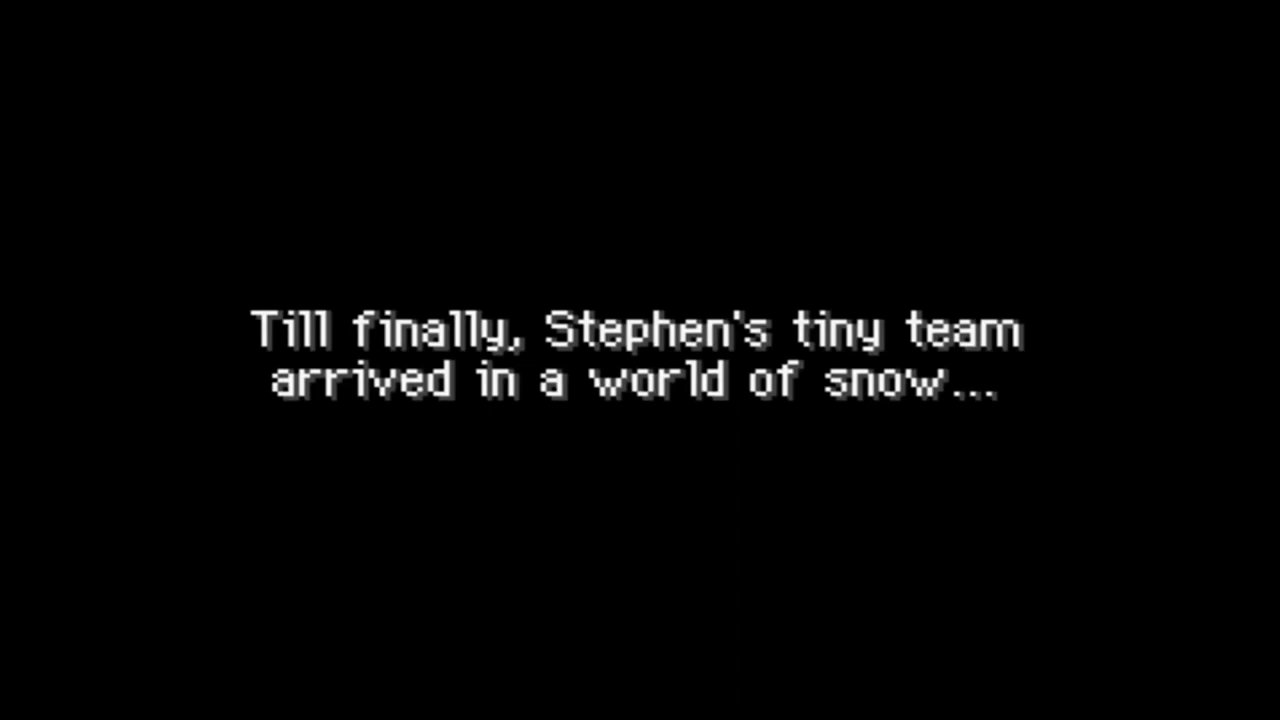 Till finally, Stephen's tiny team
arrived in a world of snow...